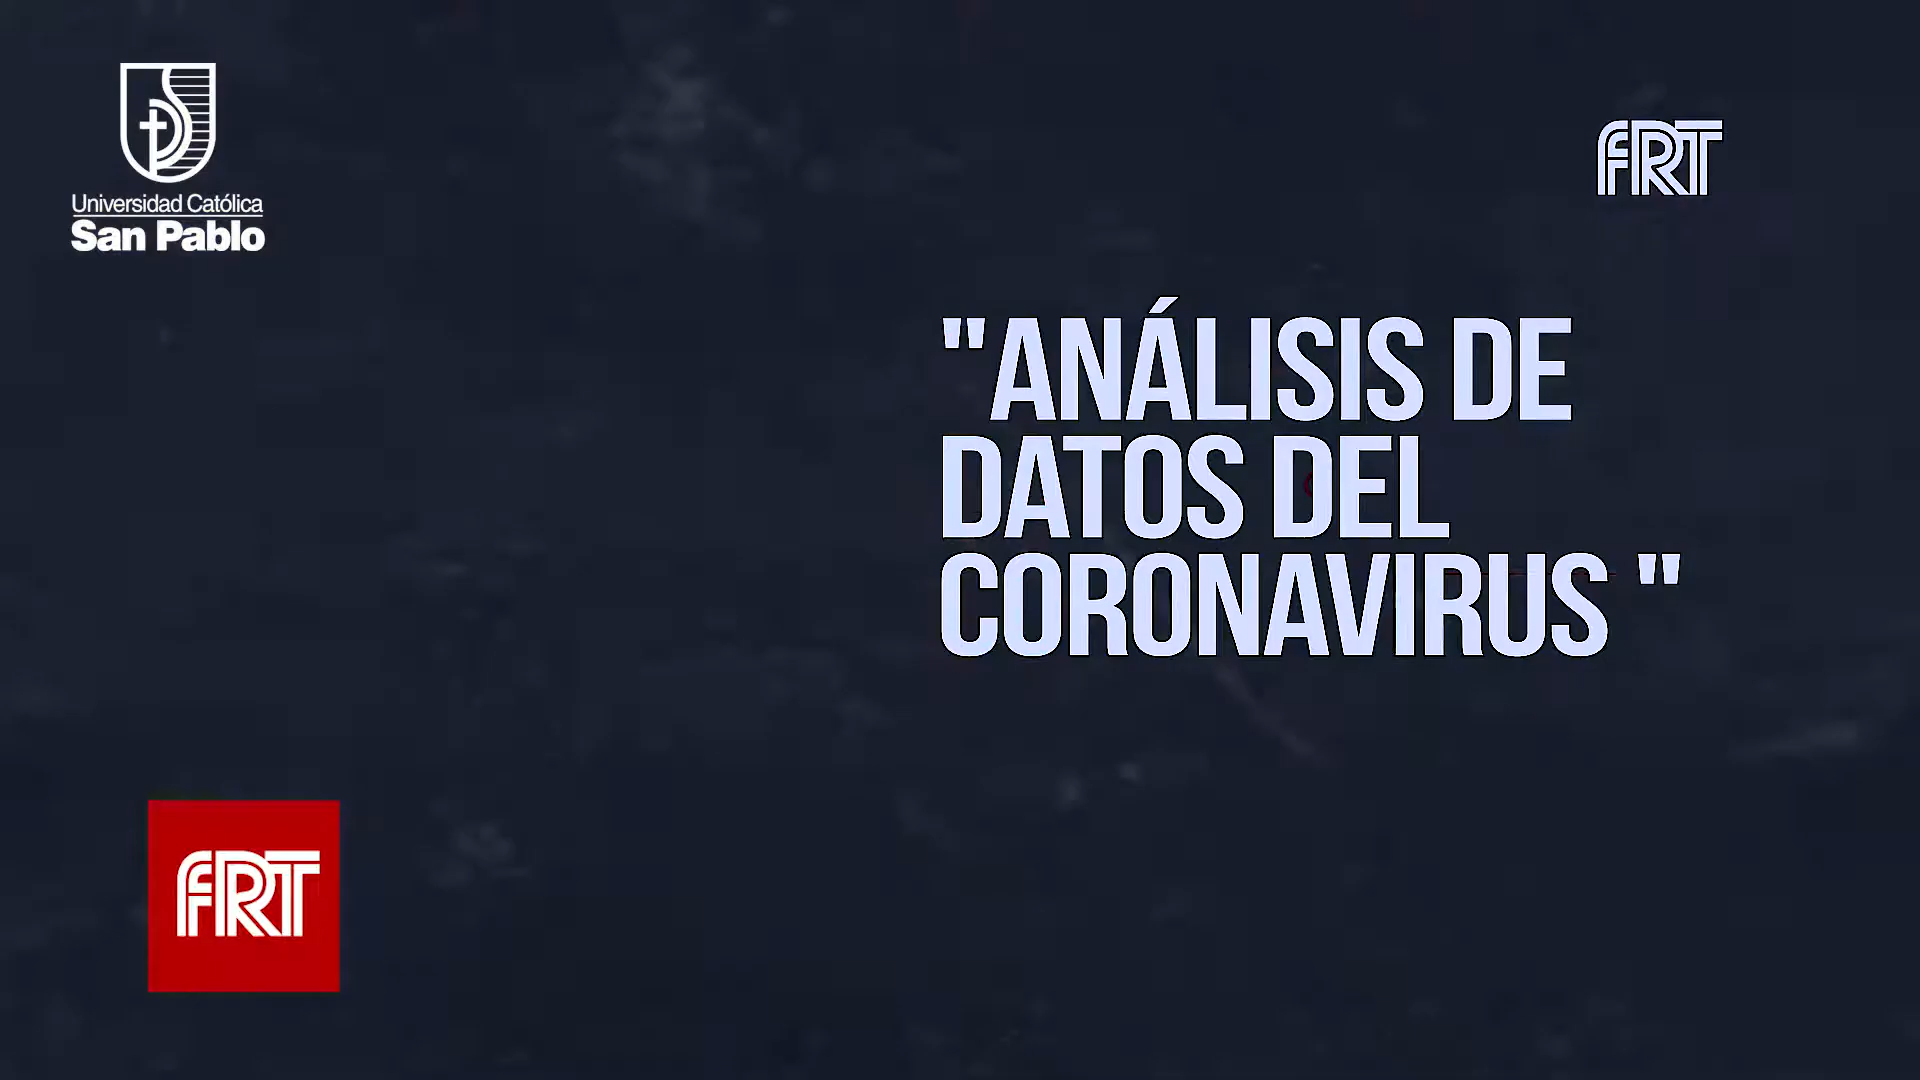 Universidad Católica
San Pablo
FRT
"ANÁLISIS DE
DATOS DEL
CORONAVIRUS "
FRT